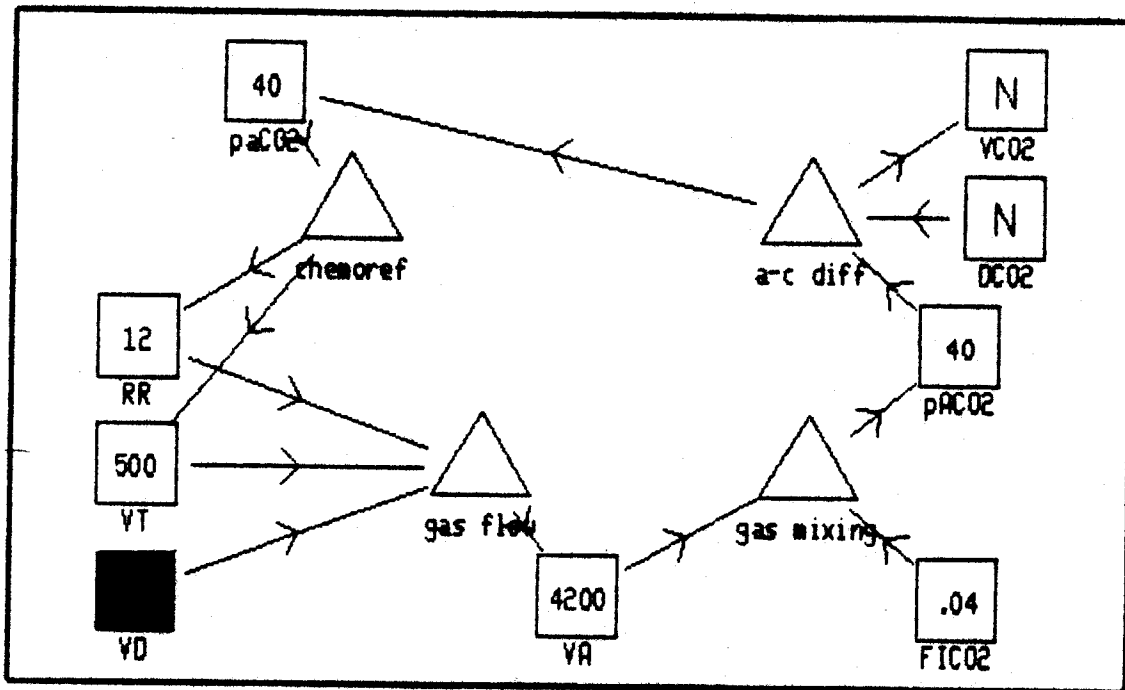 40
paCO2
N
VCO2
N
DCO2
chemoref
a-c diff
12
RR
40
pACO2
500
VT
gas flow
gas mixing
VD
4200
VA
.04
FICO2